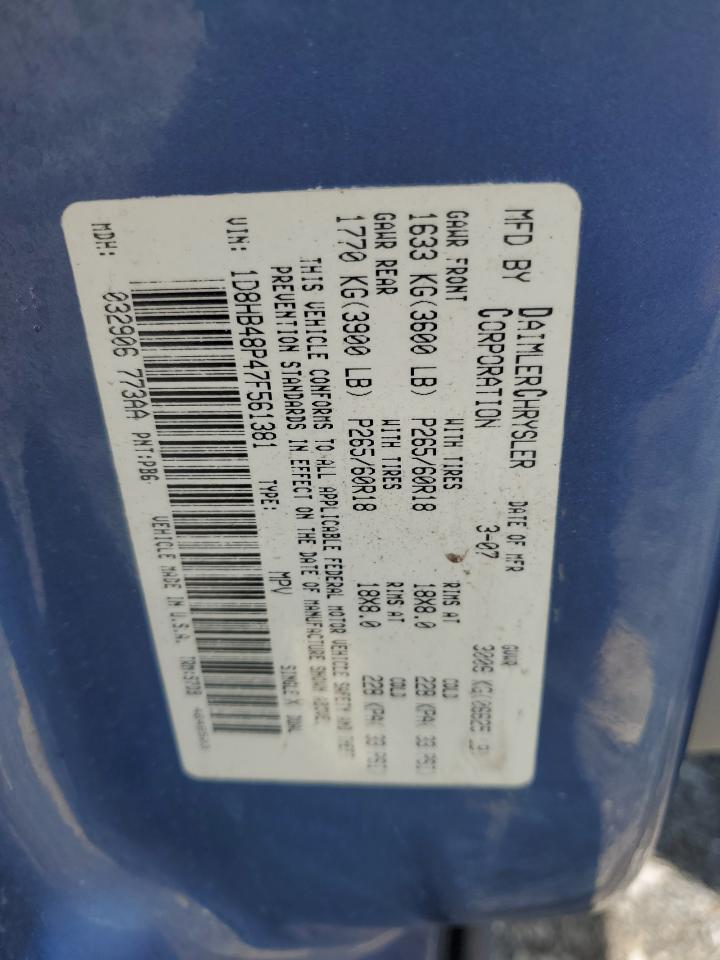 MFD BY DAIMLERCHRYSLER CORPORATION
DATE OF MFR 3-07
GVWR
GAWR FRONT WITH TIRES RIMS AT COLD
1633 KG(3600 LB) P265/60R18 18X8.0 228 KPA( 33 PSI)
GAWR REAR WITH TIRES RIMS AT COLD
1770 KG(3900 LB) P265/60R18 18X8.0 228 KPA( 33 PSI)
THIS VEHICLE CONFORMS TO ALL APPLICABLE FEDERAL MOTOR VEHICLE SAFETY AND THEFT
PREVENTION STANDARDS IN EFFECT ON THE DATE OF MANUFACTURE SHOWN ABOVE.
VIN: 1D8HB48P47F561381 TYPE: MPV SINGLE X
MDH: 032906 773AA PNT:PB6 VEHICLE MADE IN U.S.A.